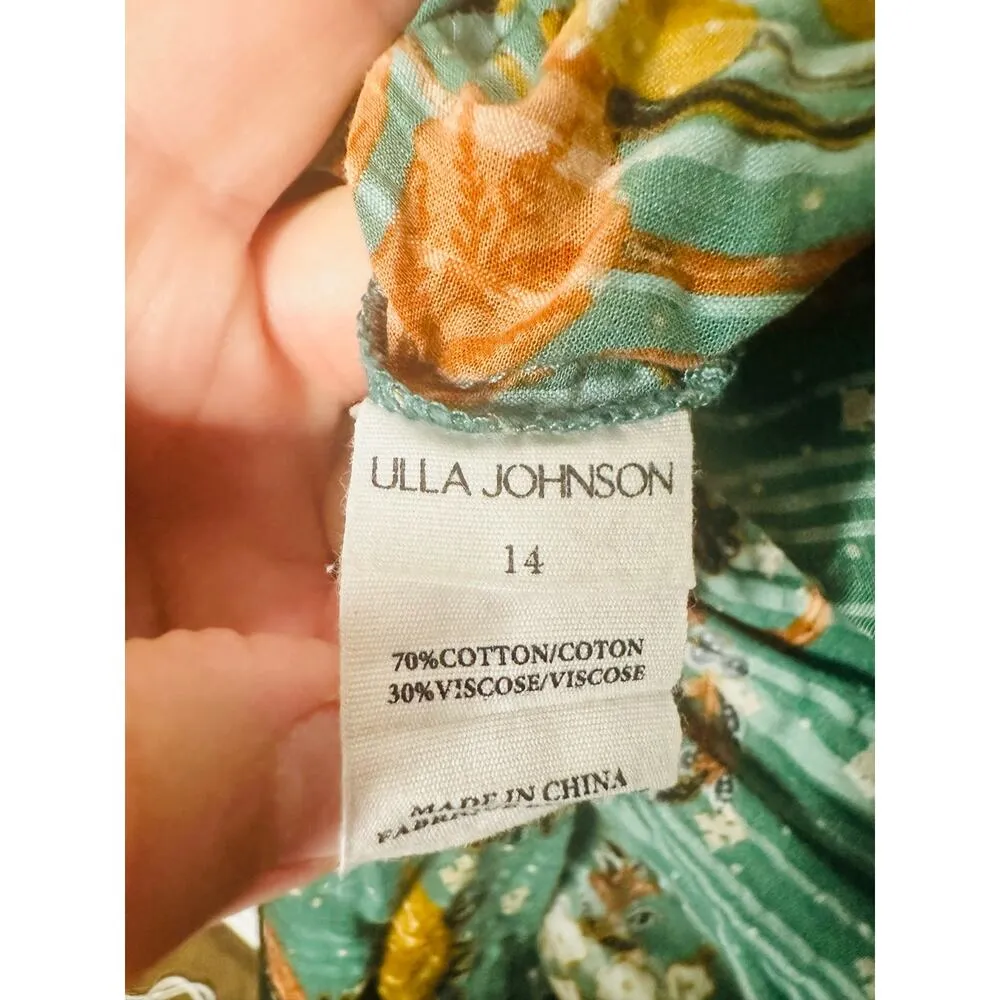 ULLA JOHNSON
14
70%COTTON/COTON
30%VISCOSE/VISCOSE
MADE IN CHINA